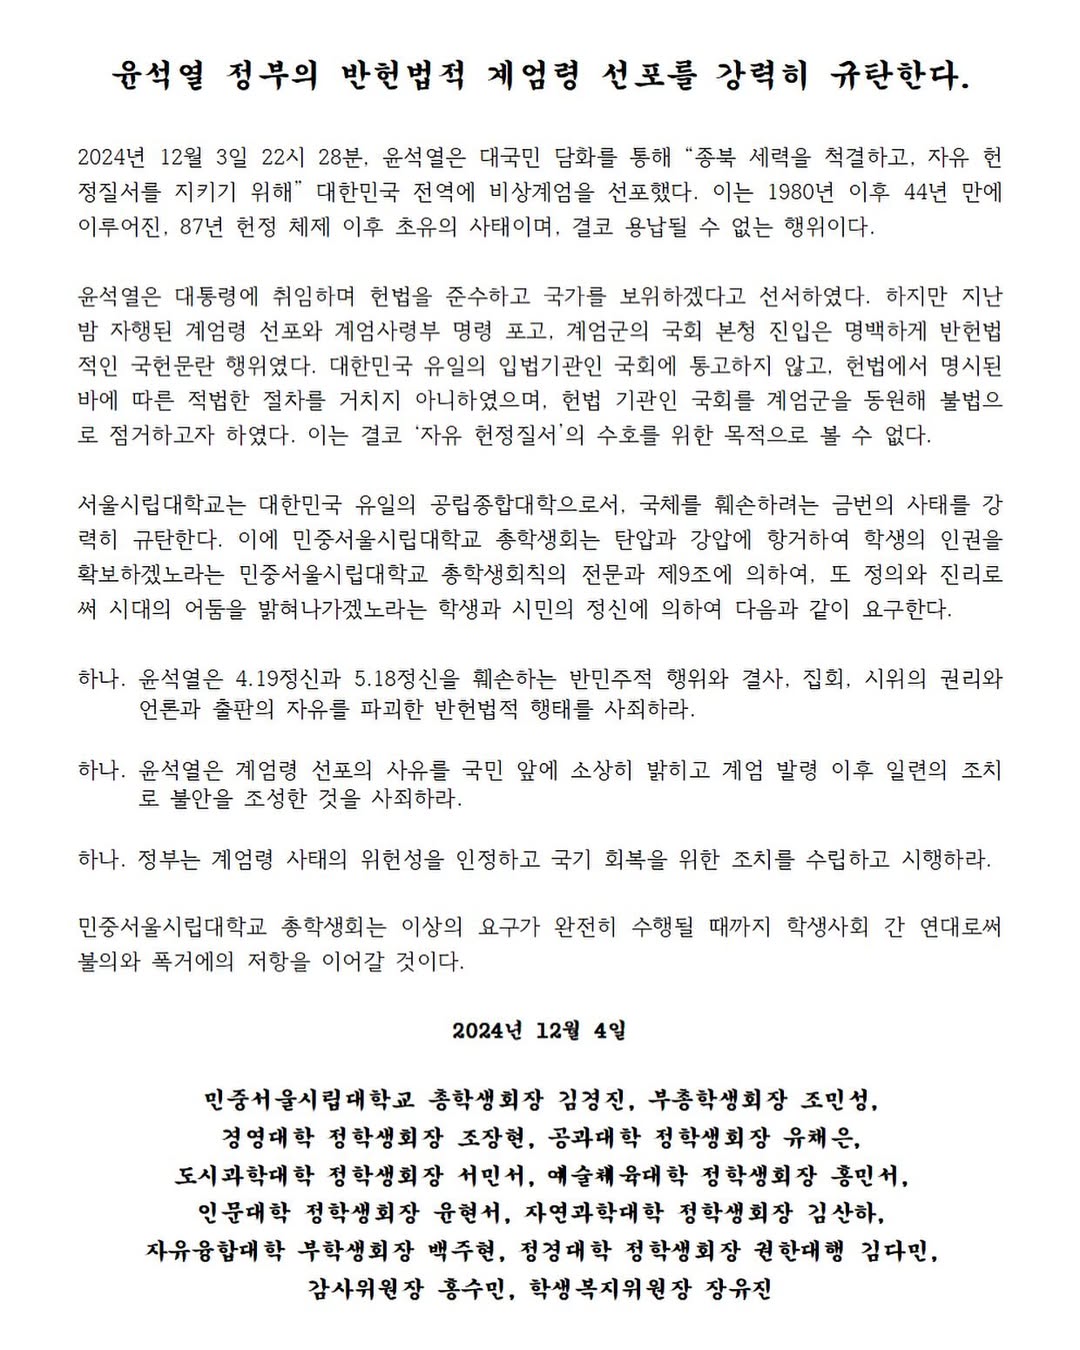 윤석열 정부의 반헌법적 계엄령 선포를 강력히 규탄한다.
2024년 12월 3일 22시 28분, 윤석열은 대국민 담화를 통해 “종북 세력을 척결하고, 자유 헌
정질서를 지키기 위해” 대한민국 전역에 비상계엄을 선포했다. 이는 1980년 이후 44년 만에
이루어진, 87년 헌정 체제 이후 초유의 사태이며, 결코 용납될 수 없는 행위이다.
윤석열은 대통령에 취임하며 헌법을 준수하고 국가를 보위하겠다고 선서하였다. 하지만 지난
밤 자행된 계엄령 선포와 계엄사령부 명령 포고, 계엄군의 국회 본청 진입은 명백하게 반헌법
적인 국헌문란 행위였다. 대한민국 유일의 입법기관인 국회에 통고하지 않고, 헌법에서 명시된
바에 따른 적법한 절차를 거치지 아니하였으며, 헌법 기관인 국회를 계엄군을 동원해 불법으
로 점거하고자 하였다. 이는 결코 ‘자유 헌정질서’의 수호를 위한 목적으로 볼 수 없다.
서울시립대학교는 대한민국 유일의 공립종합대학으로서, 국체를 훼손하려는 금번의 사태를 강
력히 규탄한다. 이에 민중서울시립대학교 총학생회는 탄압과 강압에 항거하여 학생의 인권을
확보하겠노라는 민중서울시립대학교 총학생회칙의 전문과 제9조에 의하여, 또 정의와 진리로
써 시대의 어둠을 밝혀나가겠노라는 학생과 시민의 정신에 의하여 다음과 같이 요구한다.
하나. 윤석열은 4.19정신과 5.18정신을 훼손하는 반민주적 행위와 결사, 집회, 시위의 권리와
언론과 출판의 자유를 파괴한 반헌법적 행태를 사죄하라.
하나. 윤석열은 계엄령 선포의 사유를 국민 앞에 소상히 밝히고 계엄 발령 이후 일련의 조치
로 불안을 조성한 것을 사죄하라.
하나. 정부는 계엄령 사태의 위헌성을 인정하고 국기 회복을 위한 조치를 수립하고 시행하라.
민중서울시립대학교 총학생회는 이상의 요구가 완전히 수행될 때까지 학생사회 간 연대로써
불의와 폭거에의 저항을 이어갈 것이다.
2024년 12월 4일
민중서울시립대학교 총학생회장 김경진, 부총학생회장 조민성,
경영대학 정학생회장 조장현, 공과대학 정학생회장 유채은,
도시과학대학 정학생회장 서민서, 예술체육대학 정학생회장 홍민서,
인문대학 정학생회장 윤현서, 자연과학대학 정학생회장 김산하,
자유융합대학 부학생회장 백주현, 정경대학 정학생회장 권한대행 김다민,
감사위원장 홍수민, 학생복지위원장 장유진